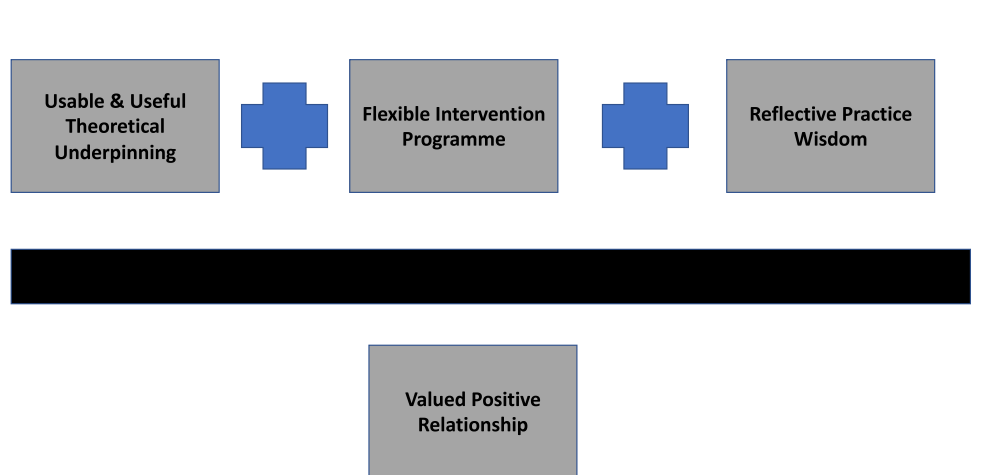 Usable & Useful
Theoretical
Underpinning
Flexible Intervention
Programme
Reflective Practice
Wisdom
Valued Positive
Relationship